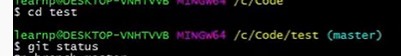 learnp@DESKTOP-VNHTVVB MINGW64 /c/Code
$ cd test
learnp@DESKTOP-VNHTVVB MINGW64 /c/Code/test (master)
$ git status